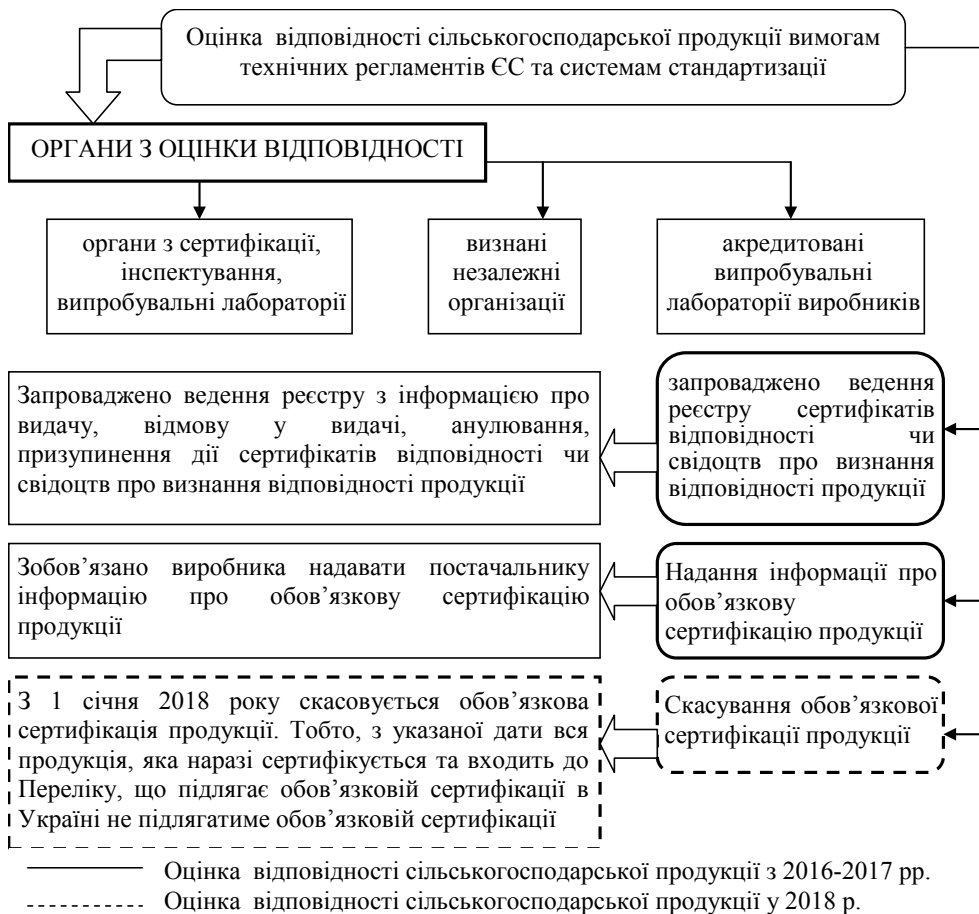 Оцінка відповідності сільськогосподарської продукції вимогам
технічних регламентів ЄС та системам стандартизації
ОРГАНИ З ОЦІНКИ ВІДПОВІДНОСТІ
органи з сертифікації,
інспектування,
випробувальні лабораторії
визнані
незалежні
організації
акредитовані
випробувальні
лабораторії виробників
Запроваджено ведення реєстру з інформацією про
видачу, відмову у видачі, анулювання,
призупинення дії сертифікатів відповідності чи
свідоцтв про визнання відповідності продукції
запроваджено ведення
реєстру сертифікатів
відповідності чи
свідоцтв про визнання
відповідності продукції
Зобов’язано виробника надавати постачальнику
інформацію про обов’язкову сертифікацію
продукції
Надання інформації про
обов’язкову
сертифікацію продукції
З 1 січня 2018 року скасовується обов’язкова
сертифікація продукції. Тобто, з указаної дати вся
продукція, яка наразі сертифікується та входить до
Переліку, що підлягає обов’язковій сертифікації в
Україні не підлягатиме обов’язковій сертифікації
Скасування обов’язкової
сертифікації продукції
Оцінка відповідності сільськогосподарської продукції з 2016-2017 рр.
Оцінка відповідності сільськогосподарської продукції у 2018 р.